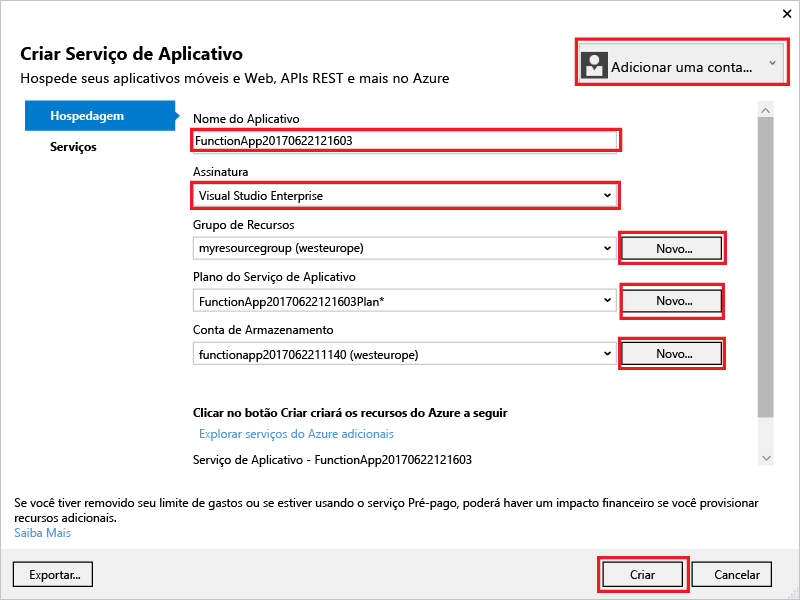 Criar Serviço de Aplicativo
Hospede seus aplicativos móveis e Web, APIs REST e mais no Azure
Adicionar uma conta...
Hospedagem
Serviços
Nome do Aplicativo
FunctionApp20170622121603
Assinatura
Visual Studio Enterprise
Grupo de Recursos
myresourcegroup (westeurope)
Novo...
Plano do Serviço de Aplicativo
FunctionApp20170622121603Plan*
Novo...
Conta de Armazenamento
functionapp2017062211140 (westeurope)
Novo...
Clicar no botão Criar criará os recursos do Azure a seguir
Explorar serviços do Azure adicionais
Serviço de Aplicativo - FunctionApp20170622121603
Se você tiver removido seu limite de gastos ou se estiver usando o serviço Pré-pago, poderá haver um impacto financeiro se você provisionar
recursos adicionais.
Saiba Mais
Exportar...
Criar
Cancelar